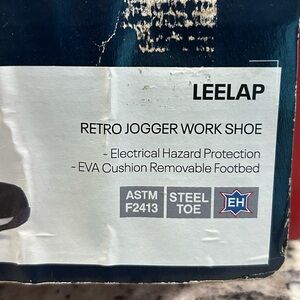 LEELAP
RETRO JOGGER WORK SHOE
- Electrical Hazard Protection
- EVA Cushion Removable Footbed
ASTM STEEL EH
F2413 TOE